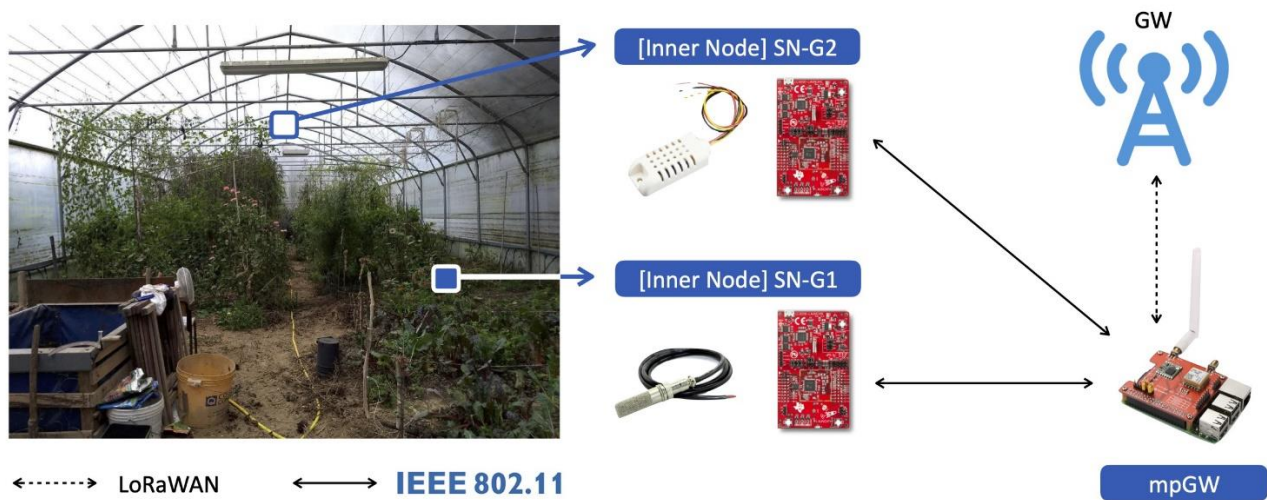 GW
[Inner Node] SN-G2
[Inner Node] SN-G1
LoRaWAN
IEEE 802.11
mpGW